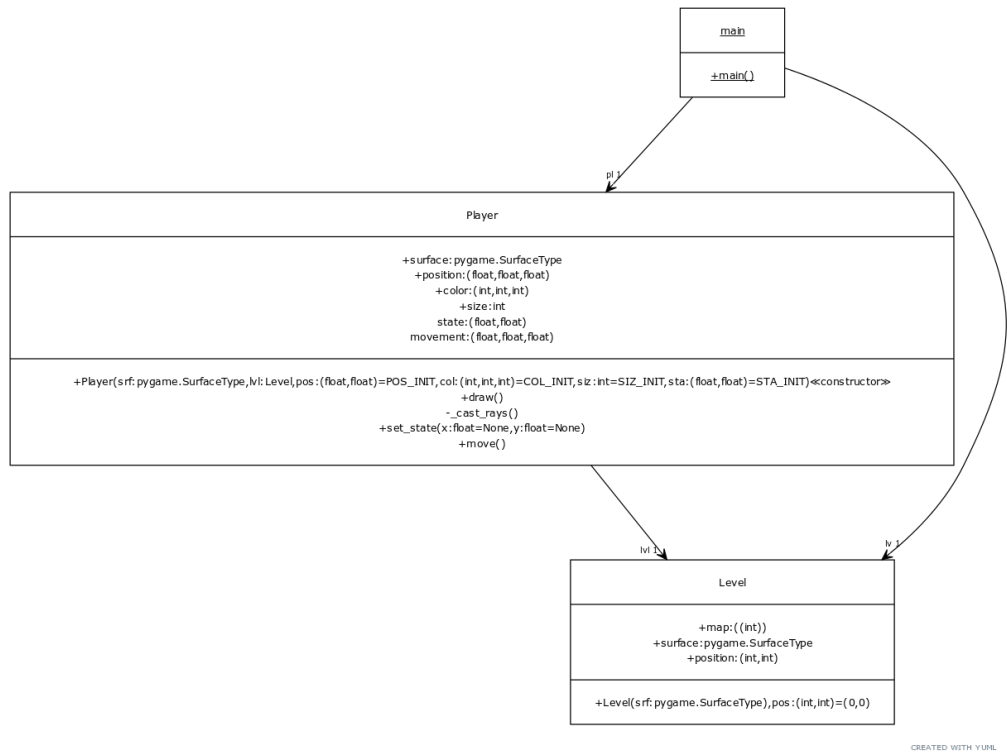 main
+main()
pl 1
Player
+surface:pygame.SurfaceType
+position:(float,float,float)
+color:(int,int,int)
+size:int
state:(float,float)
movement:(float,float,float)
+Player(srf:pygame.SurfaceType,lvl:Level,pos:(float,float)=POS_INIT,col:(int,int,int)=COL_INIT,siz:int=SIZ_INIT,sta:(float,float)=STA_INIT)≪constructor≫
+draw()
-_cast_rays()
+set_state(x:float=None,y:float=None)
+move()
lvl 1
lv 1
Level
+map:((int))
+surface:pygame.SurfaceType
+position:(int,int)
+Level(srf:pygame.SurfaceType),pos:(int,int)=(0,0)
CREATED WITH YUML